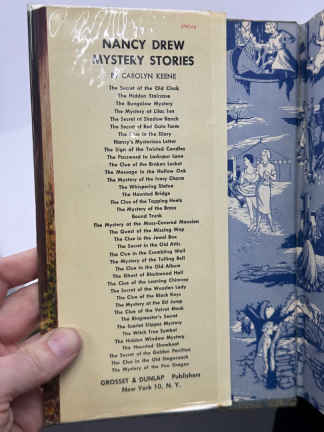 NANCY DREW
MYSTERY STORIES
By CAROLYN KEENE
The Secret of the Old Clock
The Hidden Staircase
The Bungalow Mystery
The Mystery at Lilac Inn
The Secret at Shadow Ranch
The Secret of Red Gate Farm
The Clue in the Diary
Nancy's Mysterious Letter
The Sign of the Twisted Candles
The Password to Larkspur Lane
The Clue of the Broken Locket
The Message in the Hollow Oak
The Mystery of the Ivory Charm
The Whispering Statue
The Haunted Bridge
The Clue of the Tapping Heels
The Mystery of the Brass
Bound Trunk
The Mystery at the Moss-Covered Mansion
The Quest of the Missing Map
The Clue in the Jewel Box
The Secret in the Old Attic
The Clue in the Crumbling Wall
The Mystery of the Tolling Bell
The Clue in the Old Album
The Ghost of Blackwood Hall
The Clue of the Leaning Chimney
The Secret of the Wooden Lady
The Clue of the Black Keys
The Mystery at the Ski Jump
The Clue of the Velvet Mask
The Ringmaster's Secret
The Scarlet Slipper Mystery
The Witch Tree Symbol
The Hidden Window Mystery
The Haunted Showboat
The Secret of the Golden Pavilion
The Clue in the Old Stagecoach
The Mystery of the Fire Dragon
GROSSET & DUNLAP Publishers
New York 10, N. Y.